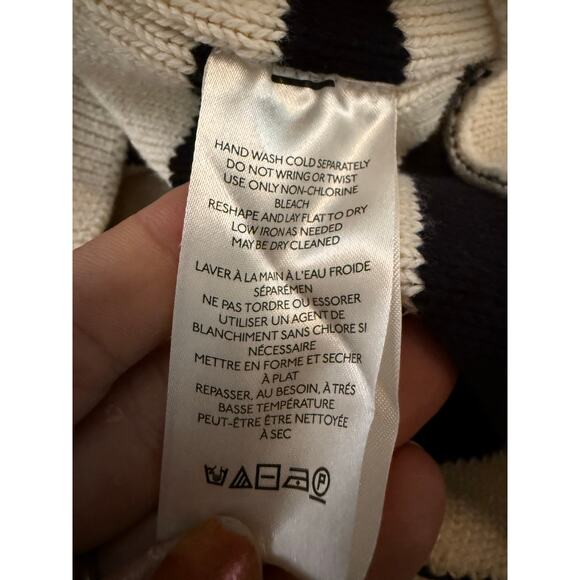 HAND WASH COLD SEPARATELY
DO NOT WRING OR TWIST
USE ONLY NON-CHLORINE
BLEACH
RESHAPE AND LAY FLAT TO DRY
LOW IRON AS NEEDED
MAY BE DRY CLEANED
LAVER À LA MAIN À L'EAU FROIDE
SÉPARÉMEN
NE PAS TORDRE OU ESSORER
UTILISER UN AGENT DE
BLANCHIMENT SANS CHLORE SI
NÉCESSAIRE
METTRE EN FORME ET SECHER
À PLAT
REPASSER, AU BESOIN, À TRÉS
BASSE TEMPÉRATURE
PEUT-ÊTRE ÊTRE NETTOYÉE
À SEC
P